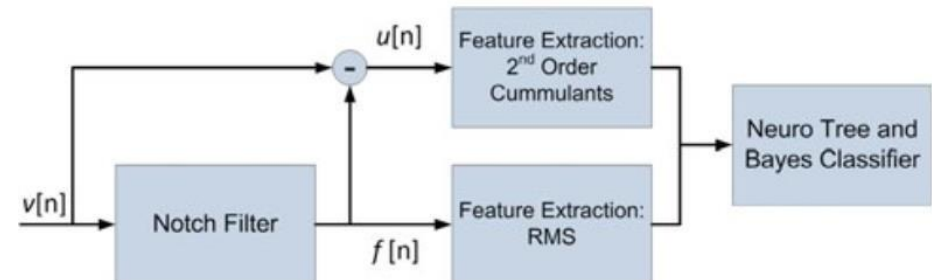 u[n]
Feature Extraction:
2nd Order
Cummulants
-
Neuro Tree and
Bayes Classifier
v[n]
Notch Filter
Feature Extraction:
RMS
f[n]